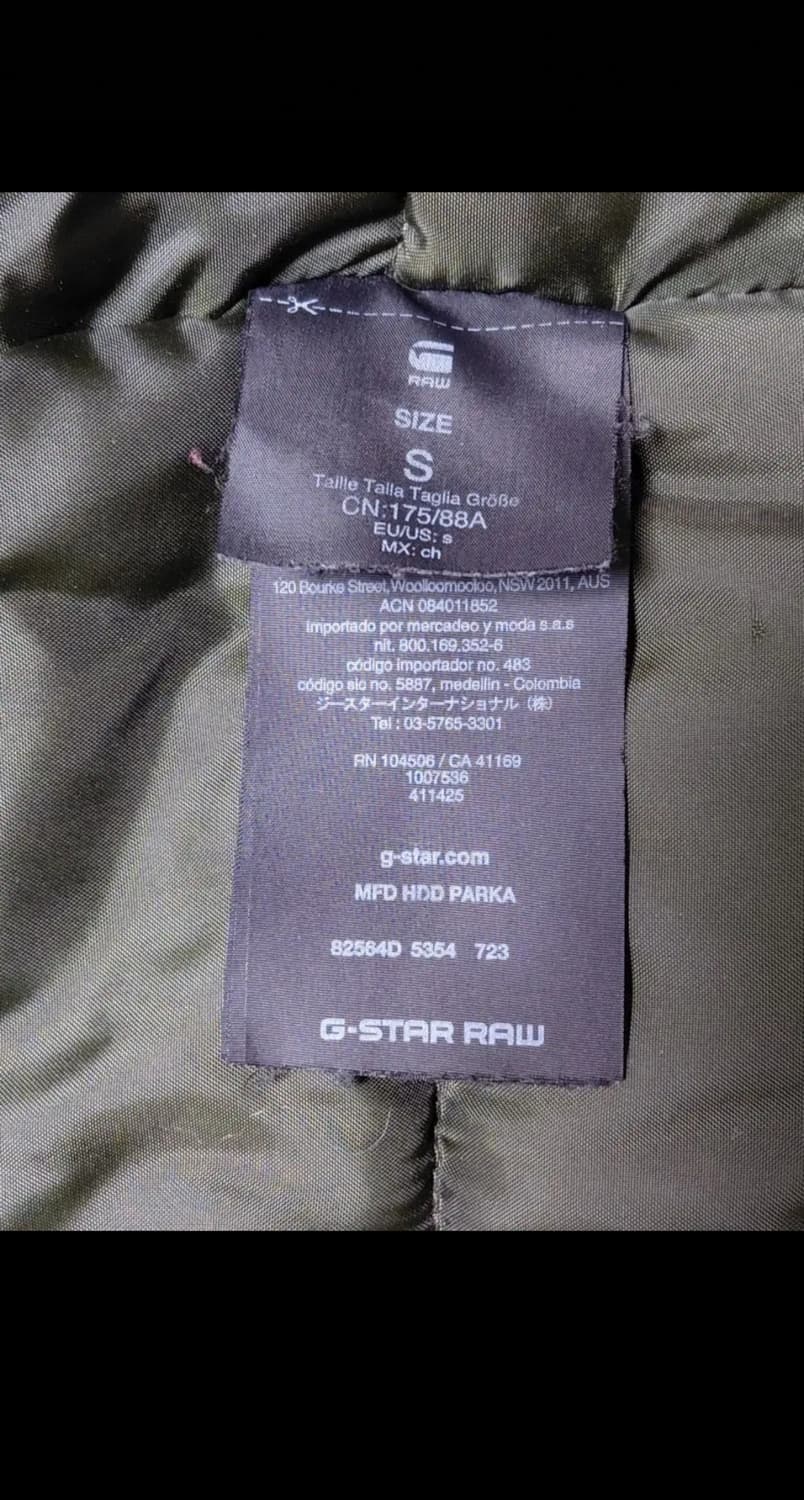 RAW
SIZE
S
Taille Talla Taglia Größe
CN:175/88A
EU/US: s
MX: ch
120 Bourke Street,Woolloomooloo,NSW 2011, AUS
ACN 084011852
importado por mercadeo y moda s.a.s
nit. 800.169.352-6
código importador no. 483
código sic no. 5887, medellin - Colombia
ジースターインターナショナル（株）
Tel : 03-5765-3301
RN 104506 / CA 41169
1007536
411425
g-star.com
MFD HDD PARKA
82564D 5354 723
G-STAR RAW